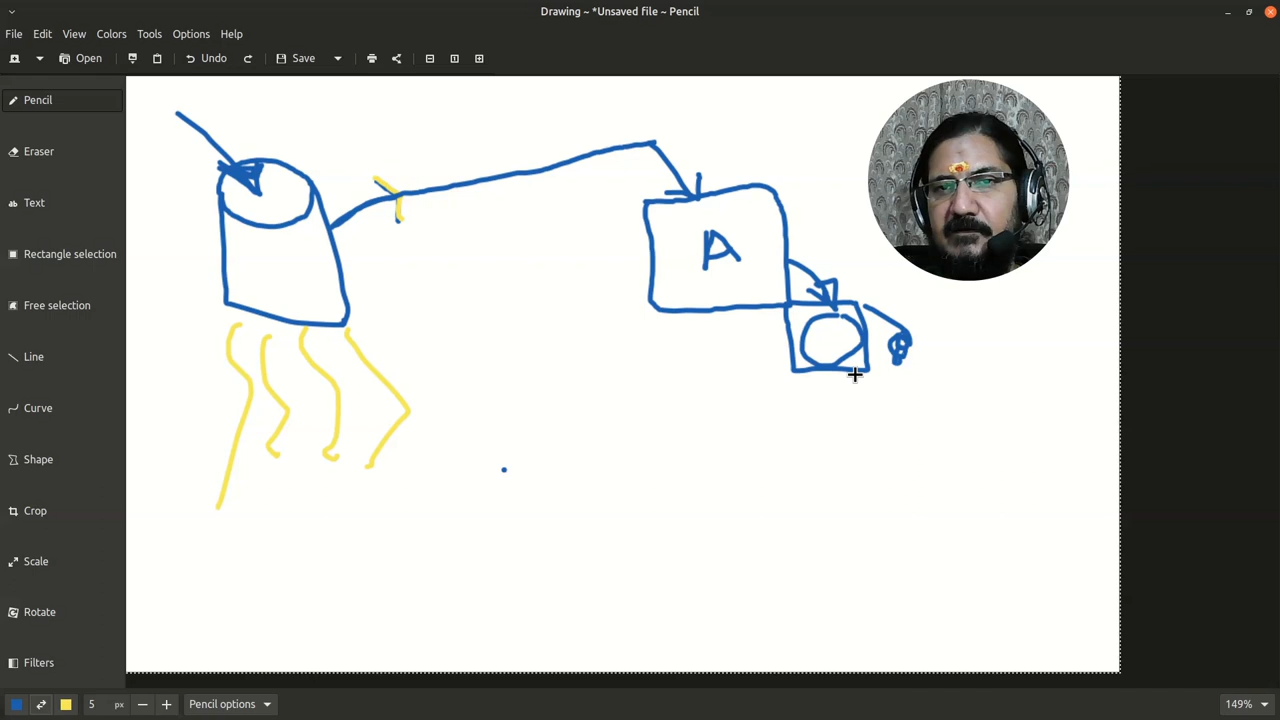 Drawing ~ *Unsaved file ~ Pencil
File Edit View Colors Tools Options Help
Open Undo Save
Pencil
Eraser
Text
Rectangle selection
Free selection
Line
Curve
Shape
Crop
Scale
Rotate
Filters
A
5 px Pencil options 149%